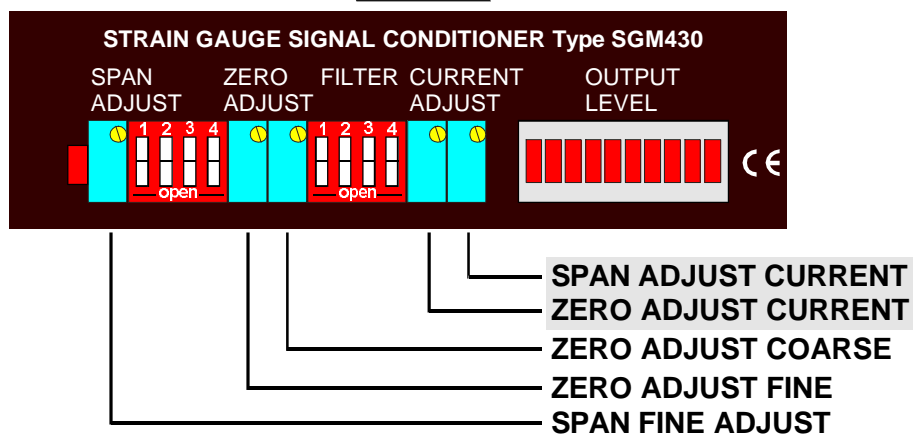 STRAIN GAUGE SIGNAL CONDITIONER Type SGM430
SPAN ADJUST
ZERO ADJUST
FILTER
CURRENT ADJUST
OUTPUT LEVEL
1 2 3 4
open
1 2 3 4
open
CE
SPAN ADJUST CURRENT
ZERO ADJUST CURRENT
ZERO ADJUST COARSE
ZERO ADJUST FINE
SPAN FINE ADJUST